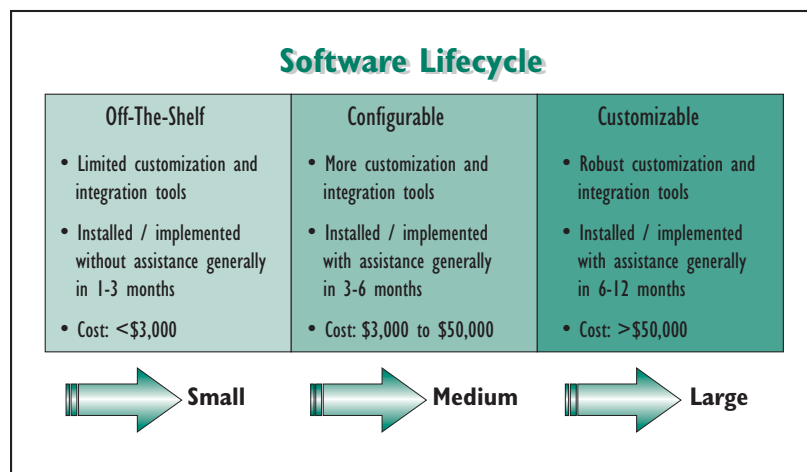 Software Lifecycle
Off-The-Shelf
• Limited customization and
integration tools
• Installed / implemented
without assistance generally
in 1-3 months
• Cost: <$3,000
Configurable
• More customization and
integration tools
• Installed / implemented
with assistance generally
in 3-6 months
• Cost: $3,000 to $50,000
Customizable
• Robust customization and
integration tools
• Installed / implemented
with assistance generally
in 6-12 months
• Cost: >$50,000
Small
Medium
Large